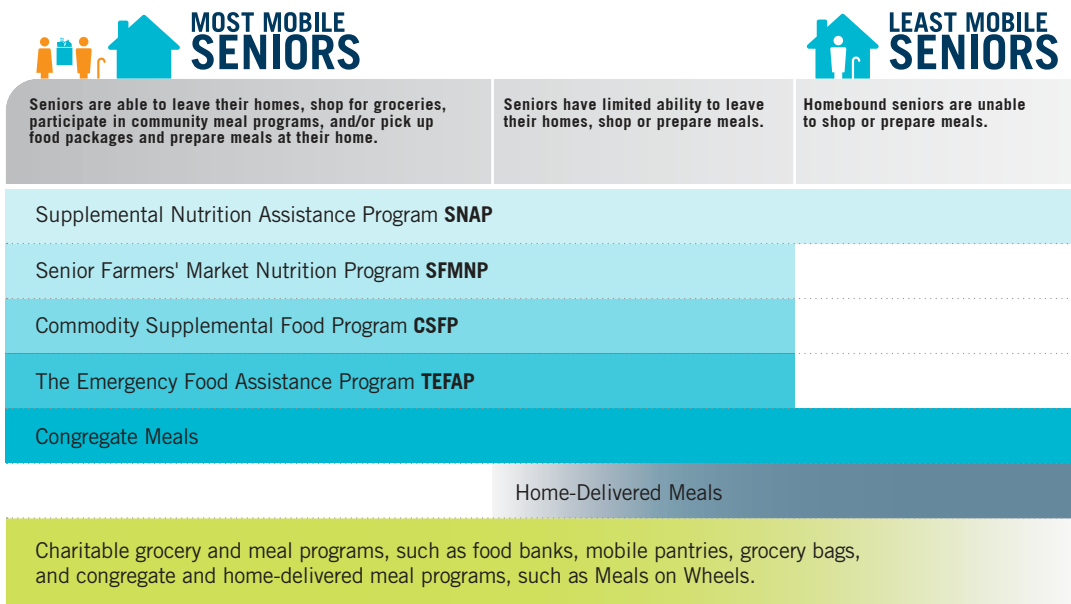 MOST MOBILE
SENIORS
LEAST MOBILE
SENIORS
Seniors are able to leave their homes, shop for groceries,
participate in community meal programs, and/or pick up
food packages and prepare meals at their home.
Seniors have limited ability to leave
their homes, shop or prepare meals.
Homebound seniors are unable
to shop or prepare meals.
Supplemental Nutrition Assistance Program SNAP
Senior Farmers' Market Nutrition Program SFMNP
Commodity Supplemental Food Program CSFP
The Emergency Food Assistance Program TEFAP
Congregate Meals
Home-Delivered Meals
Charitable grocery and meal programs, such as food banks, mobile pantries, grocery bags,
and congregate and home-delivered meal programs, such as Meals on Wheels.